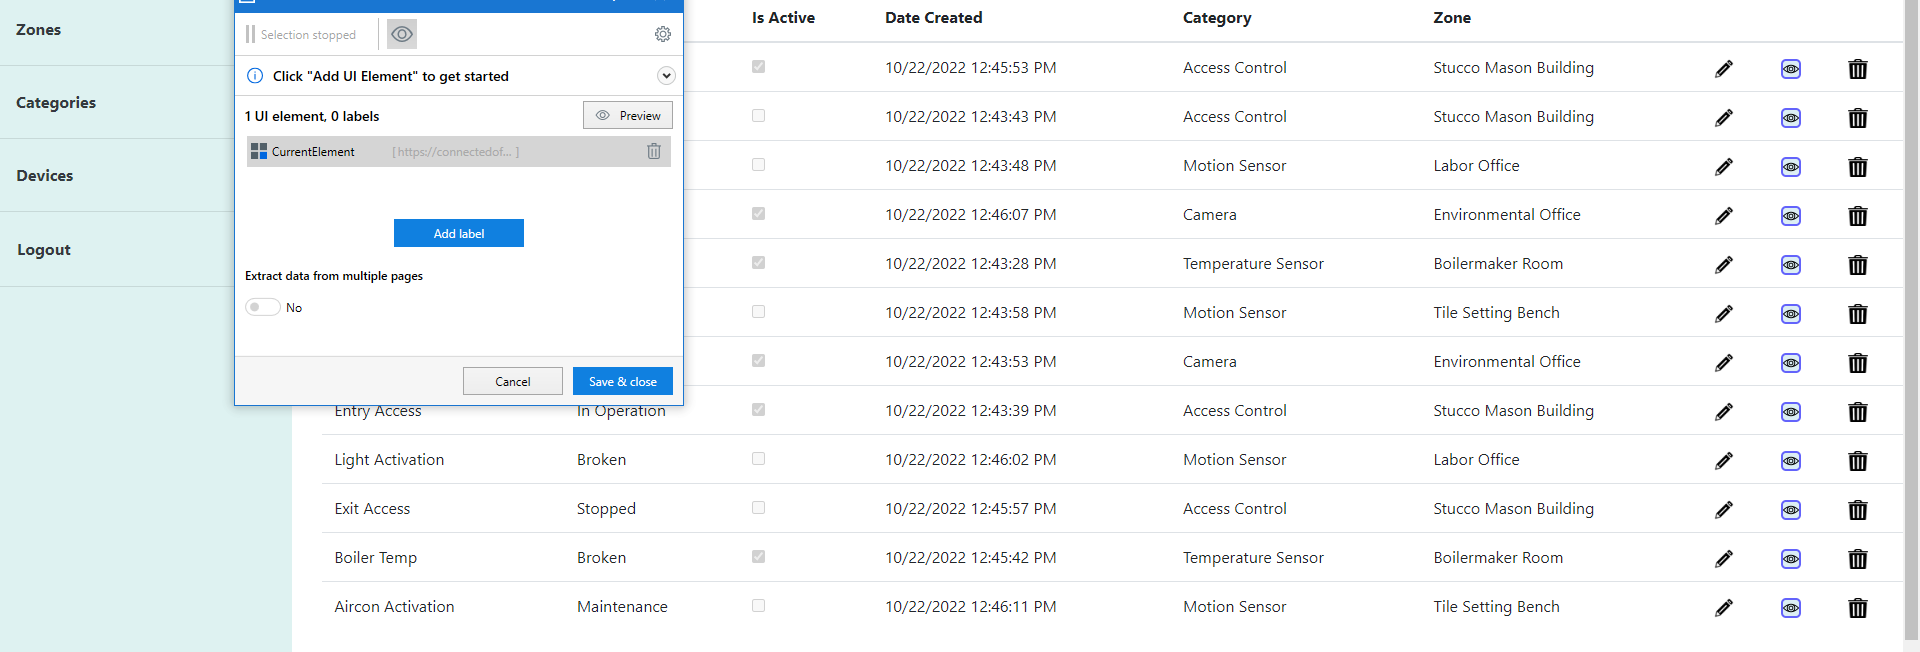 Zones
Categories
Devices
Logout
Selection stopped
Click "Add UI Element" to get started
1 UI element, 0 labels
Preview
CurrentElement [ https://connectedof... ]
Add label
Extract data from multiple pages
No
Cancel
Save & close
Is Active Date Created Category Zone
10/22/2022 12:45:53 PM Access Control Stucco Mason Building
10/22/2022 12:43:43 PM Access Control Stucco Mason Building
10/22/2022 12:43:48 PM Motion Sensor Labor Office
10/22/2022 12:46:07 PM Camera Environmental Office
10/22/2022 12:43:28 PM Temperature Sensor Boilermaker Room
10/22/2022 12:43:58 PM Motion Sensor Tile Setting Bench
10/22/2022 12:43:53 PM Camera Environmental Office
Entry Access In Operation 10/22/2022 12:43:39 PM Access Control Stucco Mason Building
Light Activation Broken 10/22/2022 12:46:02 PM Motion Sensor Labor Office
Exit Access Stopped 10/22/2022 12:45:57 PM Access Control Stucco Mason Building
Boiler Temp Broken 10/22/2022 12:45:42 PM Temperature Sensor Boilermaker Room
Aircon Activation Maintenance 10/22/2022 12:46:11 PM Motion Sensor Tile Setting Bench